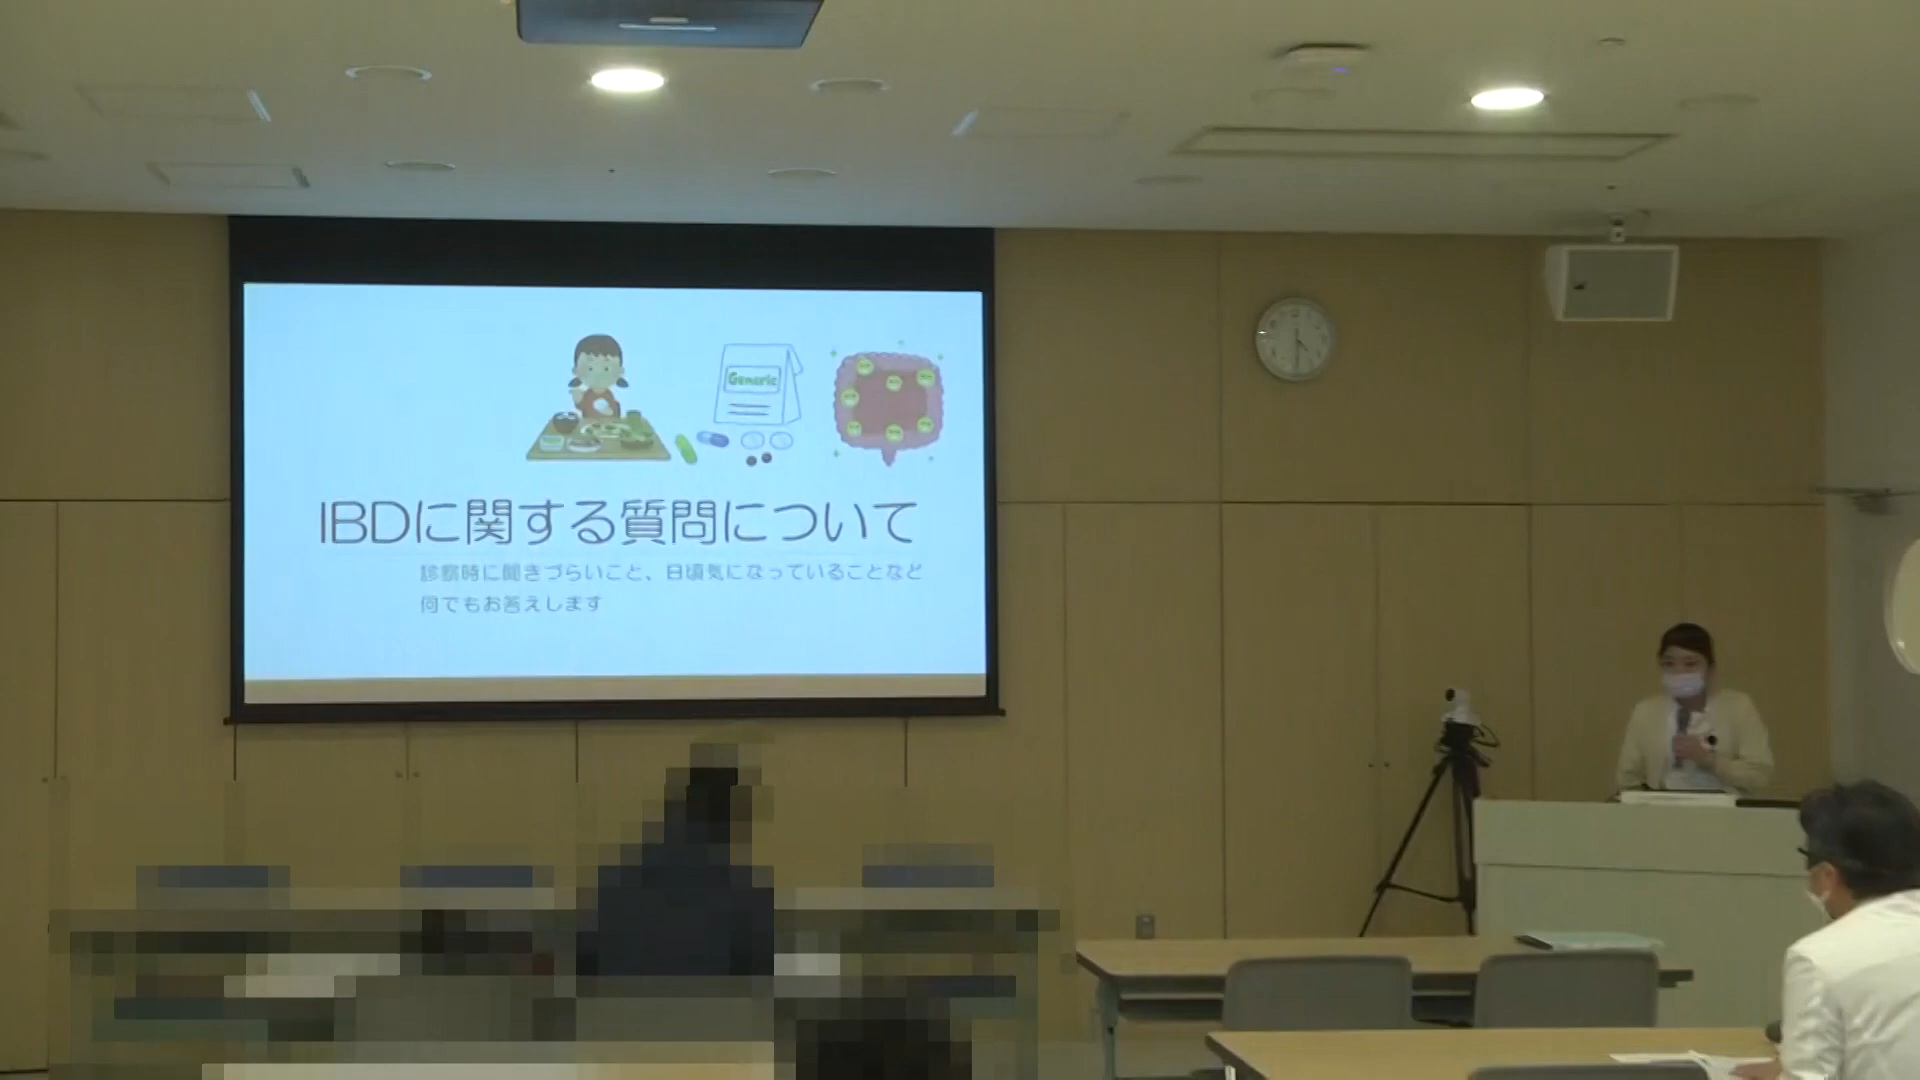 Generic
IBDに関する質問について
診察時に聞きづらいこと、日頃気になっていることなど
何でもお答えします